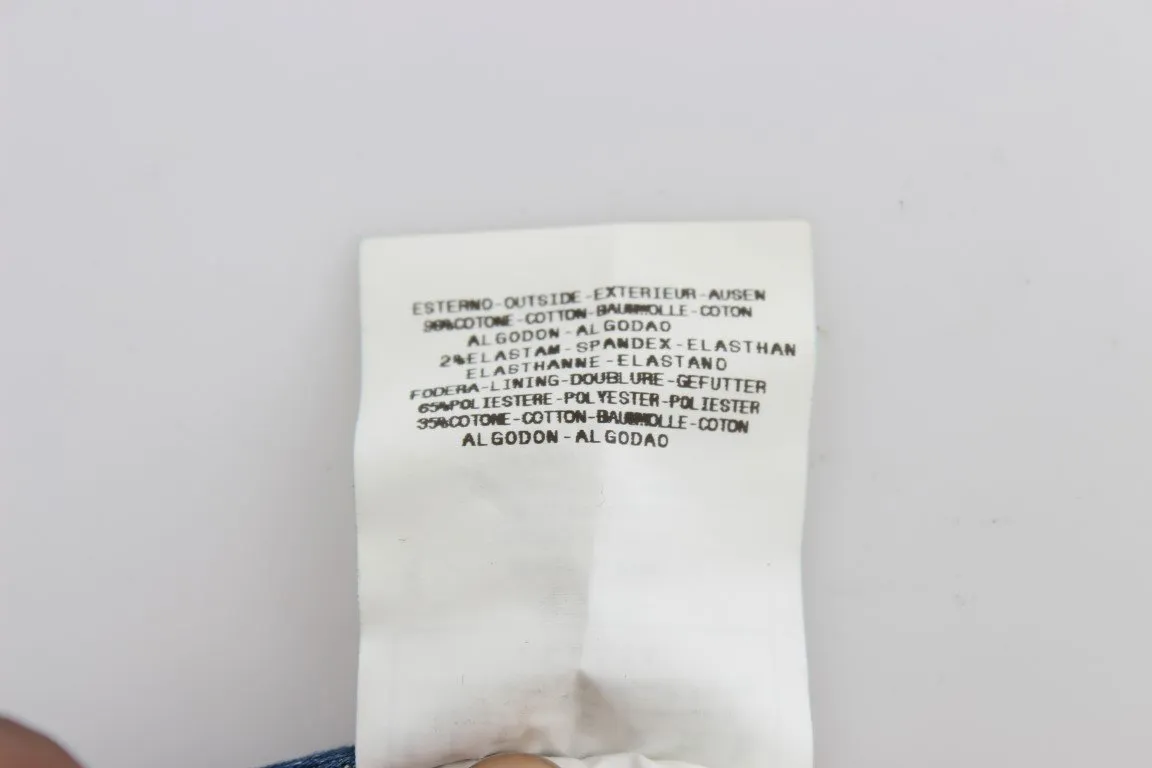 ESTERNO-OUTSIDE-EXTERIEUR-AUSEN
98%COTONE-COTTON-BAUMWOLLE-COTON
ALGODON-ALGODAO
2%ELASTAM-SPANDEX-ELASTHAN
ELASTHANNE-ELASTANO
FODERA-LINING-DOUBLURE-GEFUTTER
65%POLIESTERE-POLYESTER-POLIESTER
35%COTONE-COTTON-BAUMWOLLE-COTON
ALGODON-ALGODAO